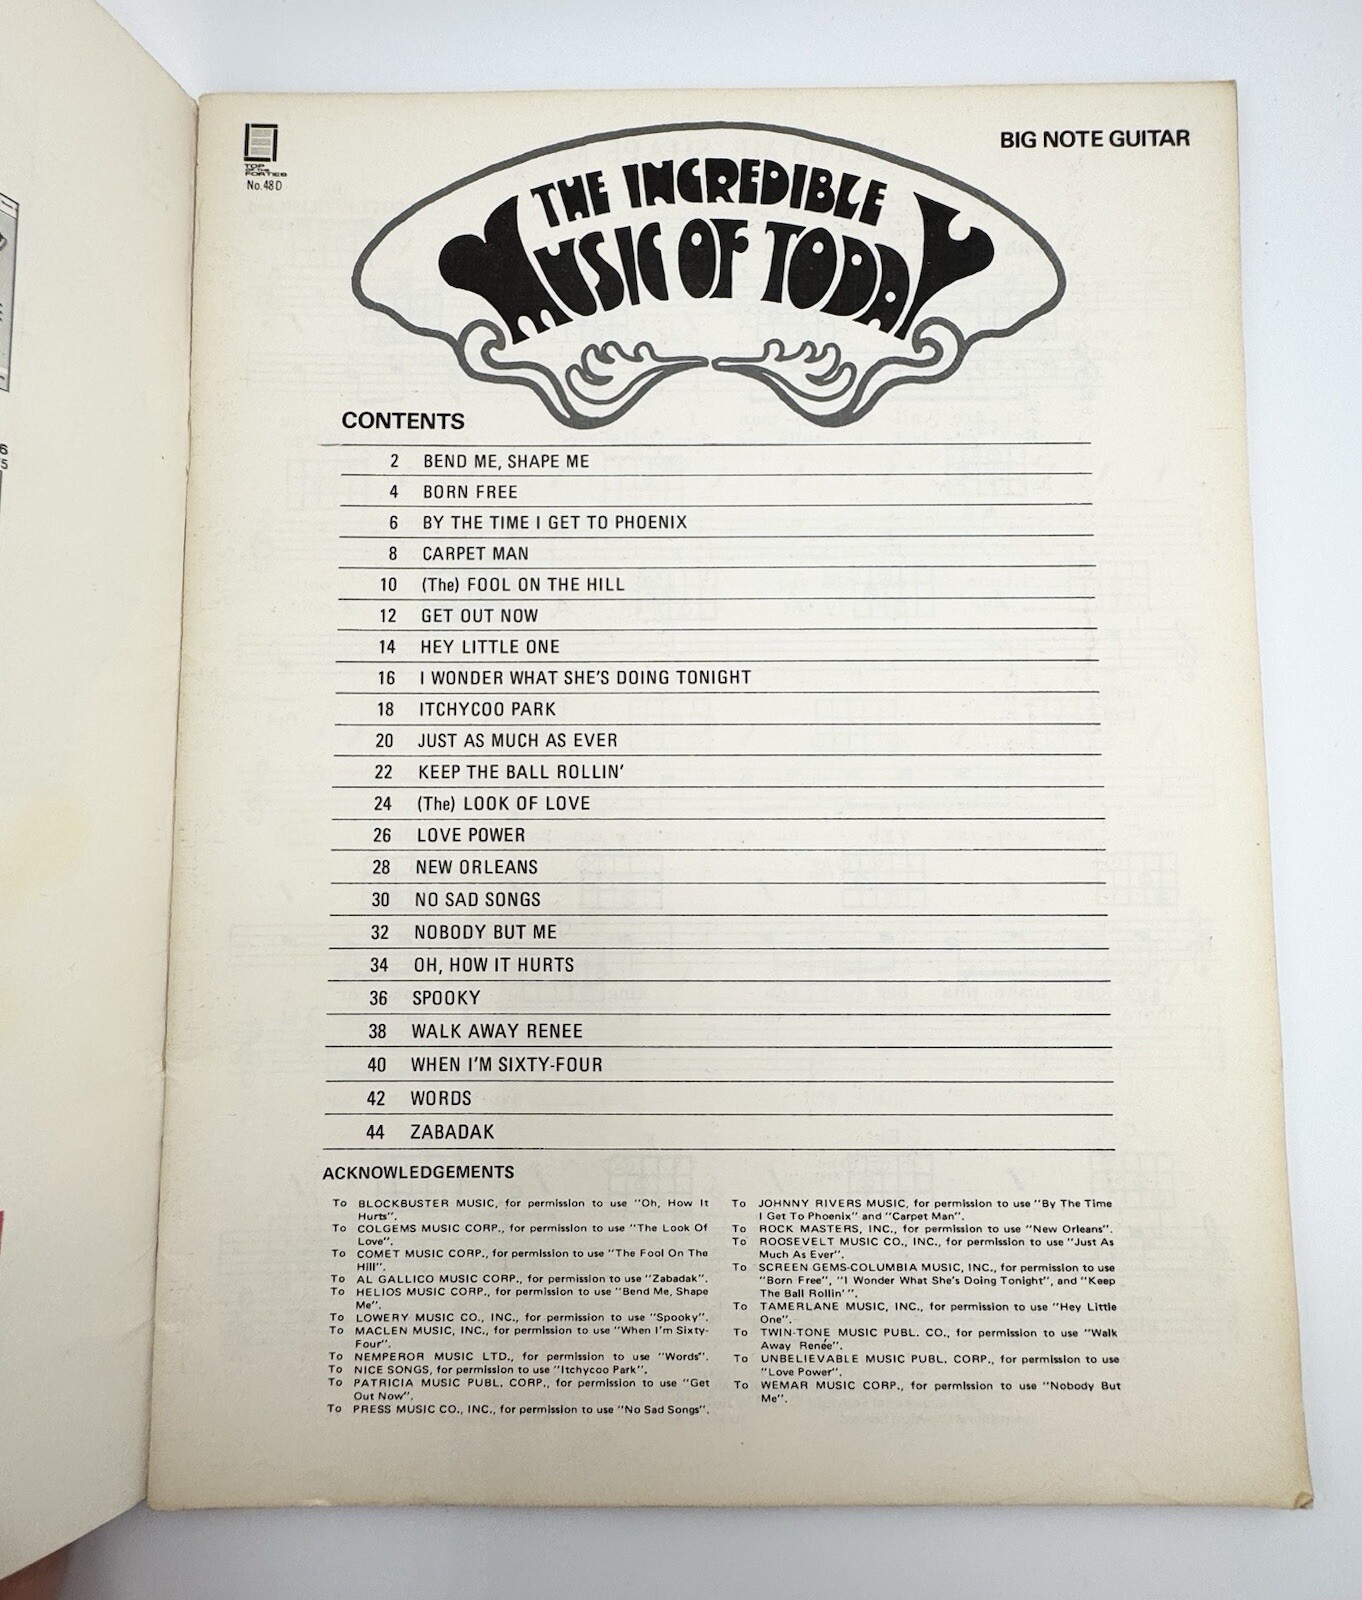 TOP
OF THE
FORTIES
No. 48D
BIG NOTE GUITAR
THE INCREDIBLE
MUSIC OF TODAY
CONTENTS
2 BEND ME, SHAPE ME
4 BORN FREE
6 BY THE TIME I GET TO PHOENIX
8 CARPET MAN
10 (The) FOOL ON THE HILL
12 GET OUT NOW
14 HEY LITTLE ONE
16 I WONDER WHAT SHE'S DOING TONIGHT
18 ITCHYCOO PARK
20 JUST AS MUCH AS EVER
22 KEEP THE BALL ROLLIN'
24 (The) LOOK OF LOVE
26 LOVE POWER
28 NEW ORLEANS
30 NO SAD SONGS
32 NOBODY BUT ME
34 OH, HOW IT HURTS
36 SPOOKY
38 WALK AWAY RENEE
40 WHEN I'M SIXTY-FOUR
42 WORDS
44 ZABADAK
ACKNOWLEDGEMENTS
To BLOCKBUSTER MUSIC, for permission to use "Oh, How It
Hurts".
To COLGEMS MUSIC CORP., for permission to use "The Look Of
Love".
To COMET MUSIC CORP., for permission to use "The Fool On The
Hill".
To AL GALLICO MUSIC CORP., for permission to use "Zabadak".
To HELIOS MUSIC CORP., for permission to use "Bend Me, Shape
Me".
To LOWERY MUSIC CO., INC., for permission to use "Spooky".
To MACLEN MUSIC, INC., for permission to use "When I'm Sixty-
Four".
To NEMPEROR MUSIC LTD., for permission to use "Words".
To NICE SONGS, for permission to use "Itchycoo Park".
To PATRICIA MUSIC PUBL. CORP., for permission to use "Get
Out Now".
To PRESS MUSIC CO., INC., for permission to use "No Sad Songs".
To JOHNNY RIVERS MUSIC, for permission to use "By The Time
I Get To Phoenix" and "Carpet Man".
To ROCK MASTERS, INC., for permission to use "New Orleans".
To ROOSEVELT MUSIC CO., INC., for permission to use "Just As
Much As Ever".
To SCREEN GEMS-COLUMBIA MUSIC, INC., for permission to use
"Born Free", "I Wonder What She's Doing Tonight", and "Keep
The Ball Rollin' ".
To TAMERLANE MUSIC, INC., for permission to use "Hey Little
One".
To TWIN-TONE MUSIC PUBL. CO., for permission to use "Walk
Away Renée".
To UNBELIEVABLE MUSIC PUBL. CORP., for permission to use
"Love Power".
To WEMAR MUSIC CORP., for permission to use "Nobody But
Me".